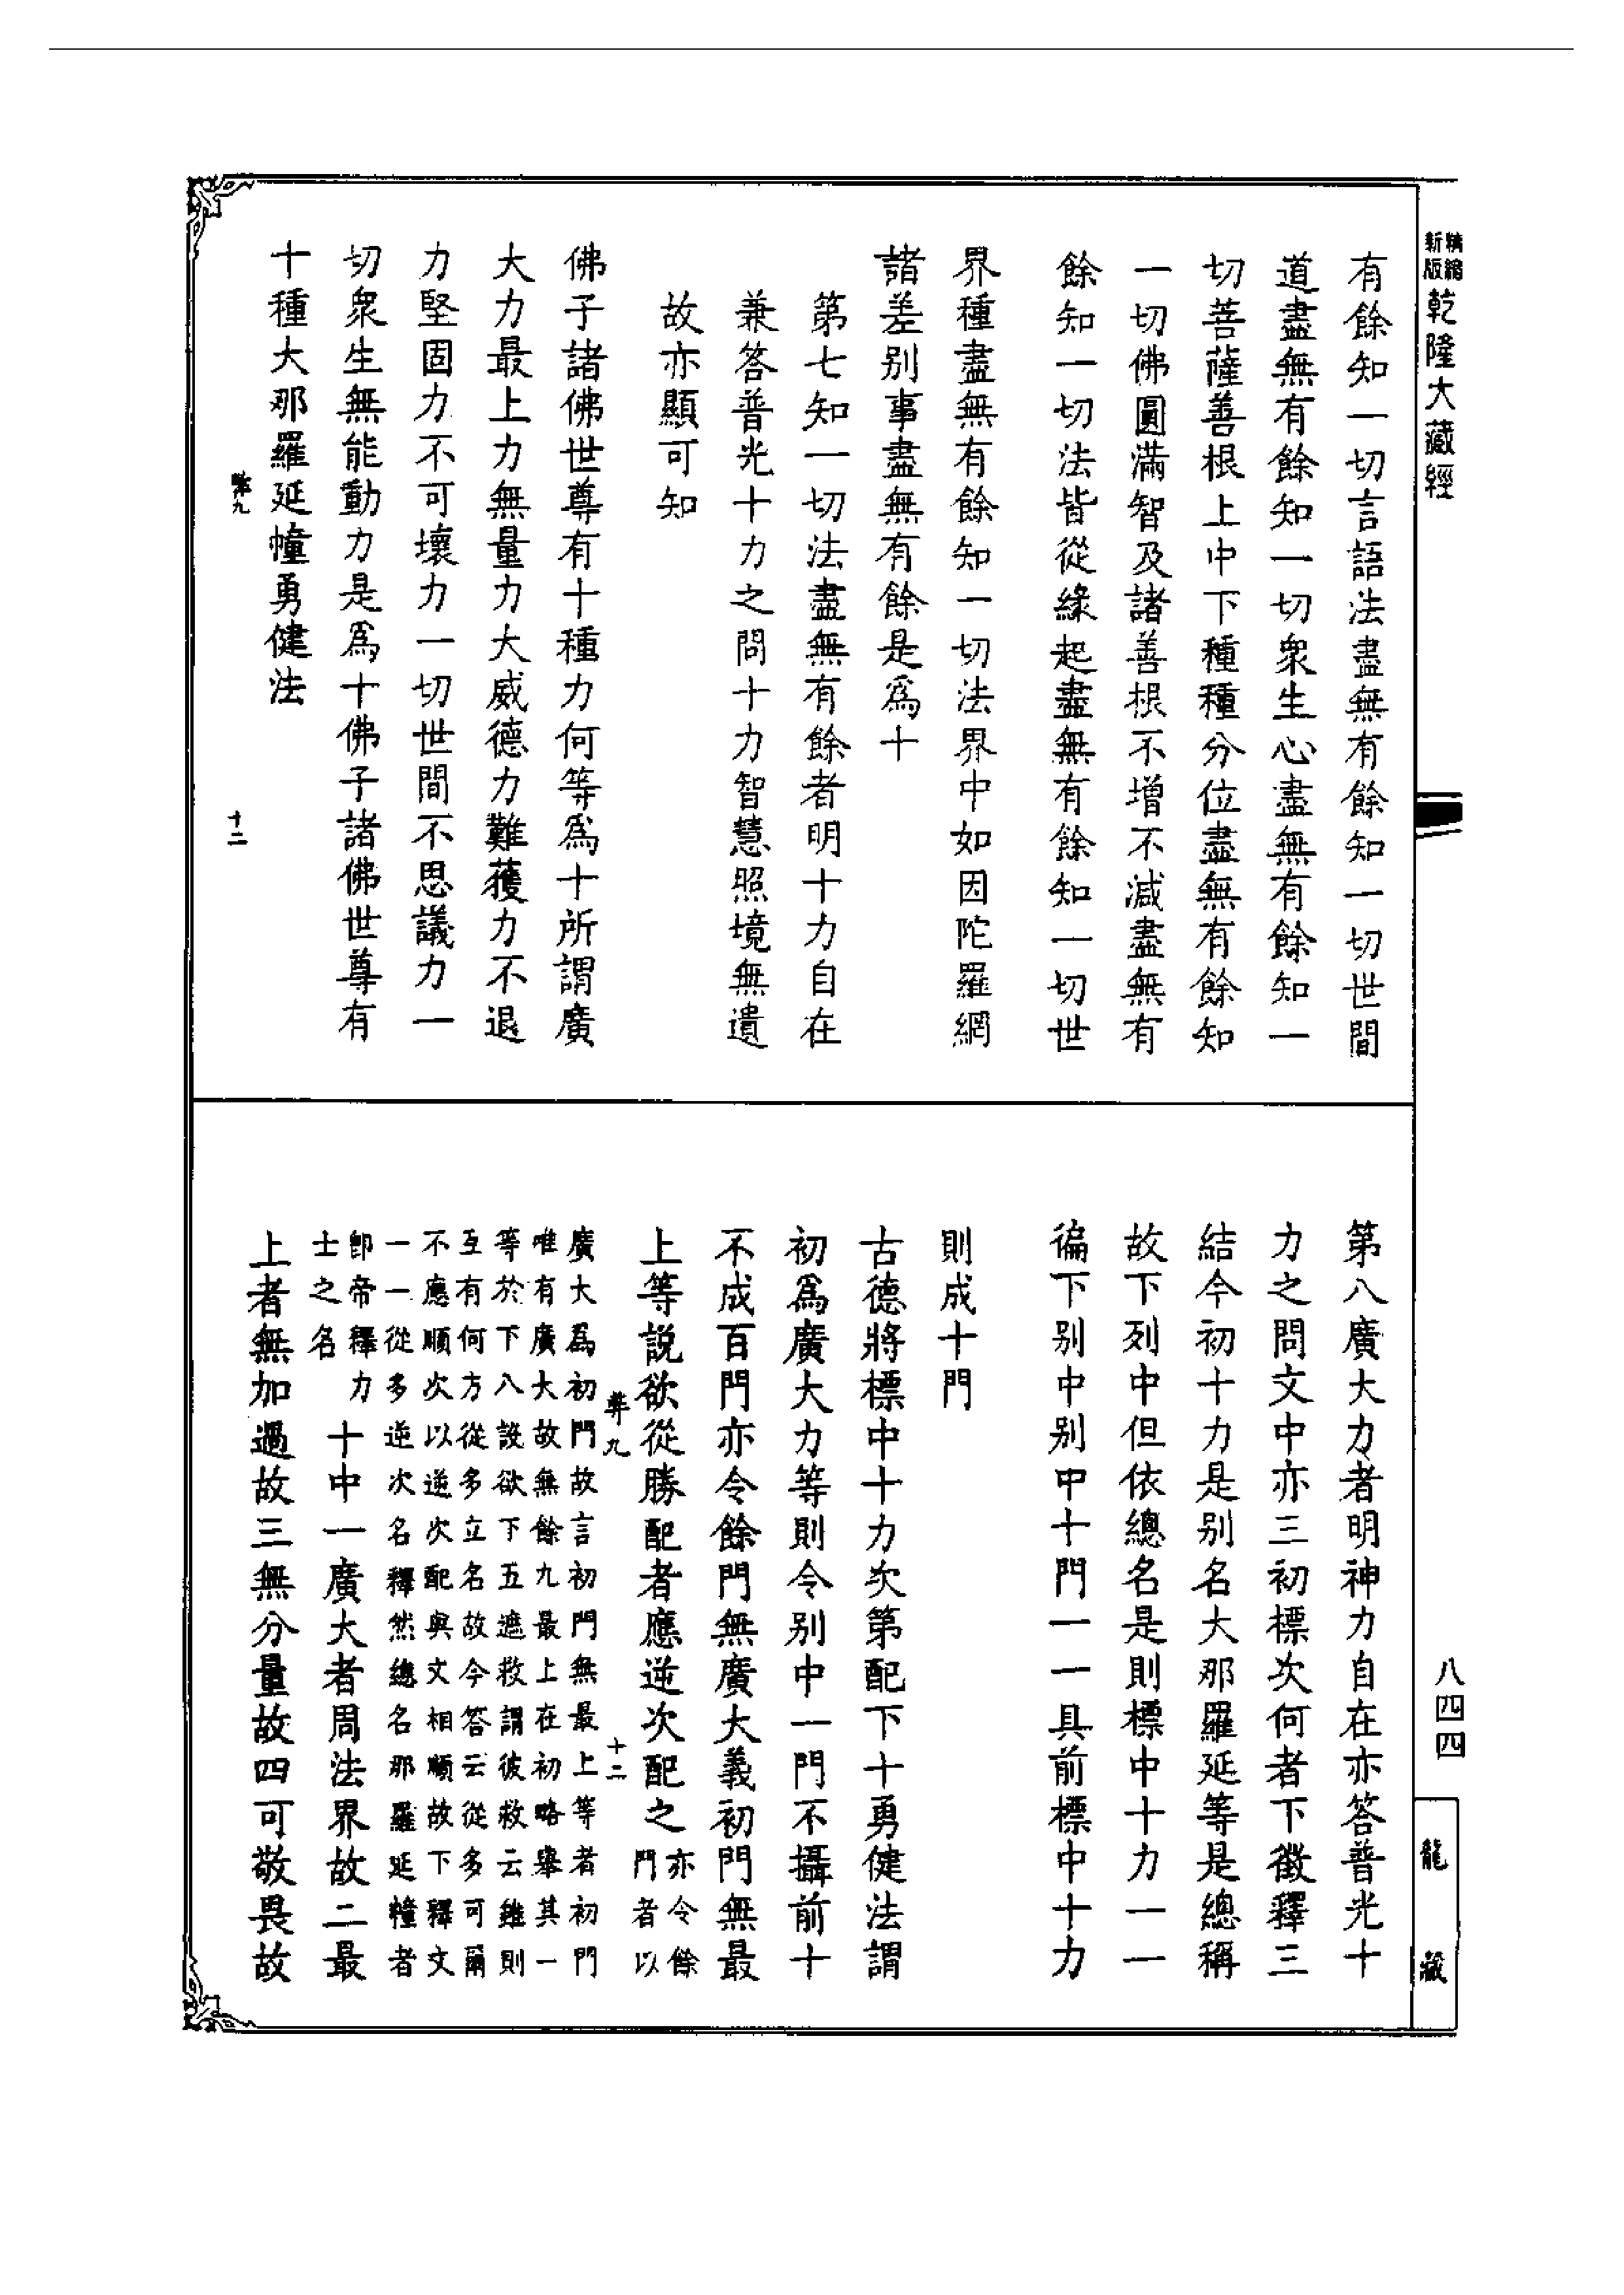 精縮
新版
乾隆大藏經
有餘知一切言語法盡無有餘知一切世間
道盡無有餘知一切衆生心盡無有餘知一
切菩薩善根上中下種種分位盡無有餘知
一切佛圓滿智及諸善根不增不減盡無有
餘知一切法皆從緣起盡無有餘知一切世
界種盡無有餘知一切法界中如因陀羅網
諸差别事盡無有餘是爲十
第七知一切法盡無有餘者明十力自在
兼答普光十力之問十力智慧照境無遺
故亦顯可知
佛子諸佛世尊有十種力何等爲十所謂廣
大力最上力無量力大威德力難獲力不退
力堅固力不可壞力一切世間不思議力一
切衆生無能動力是爲十佛子諸佛世尊有
十種大那羅延幢勇健法
九
十二
第八廣大力者明神力自在亦答普光十
力之問文中亦三初標次何者下徵釋三
結今初十力是别名大那羅延等是總稱
故下列中但依總名是則標中十力一一
徧下别中别中十門一一具前標中十力
則成十門
古德將標中十力次第配下十勇健法謂
初爲廣大力等則令别中一門不攝前十
不成百門亦令餘門無廣大義初門無最
上等説欲從勝配者應逆次配之亦令餘
門者以
九
十二
廣大爲初門故言初門無最上等者初門
唯有廣大故無餘九最上在初略舉其一
等於下八設欲下五遮救謂彼救云雖則
互有何方從多立名故今答云從多可爾
不應順次以逆次配與文相順故下釋文
一一從多逆次名釋然總名那羅延幢者
卽帝釋力
士之名
十中一廣大者周法界故二最
上者無加過故三無分量故四可敬畏故
八四四
龍藏